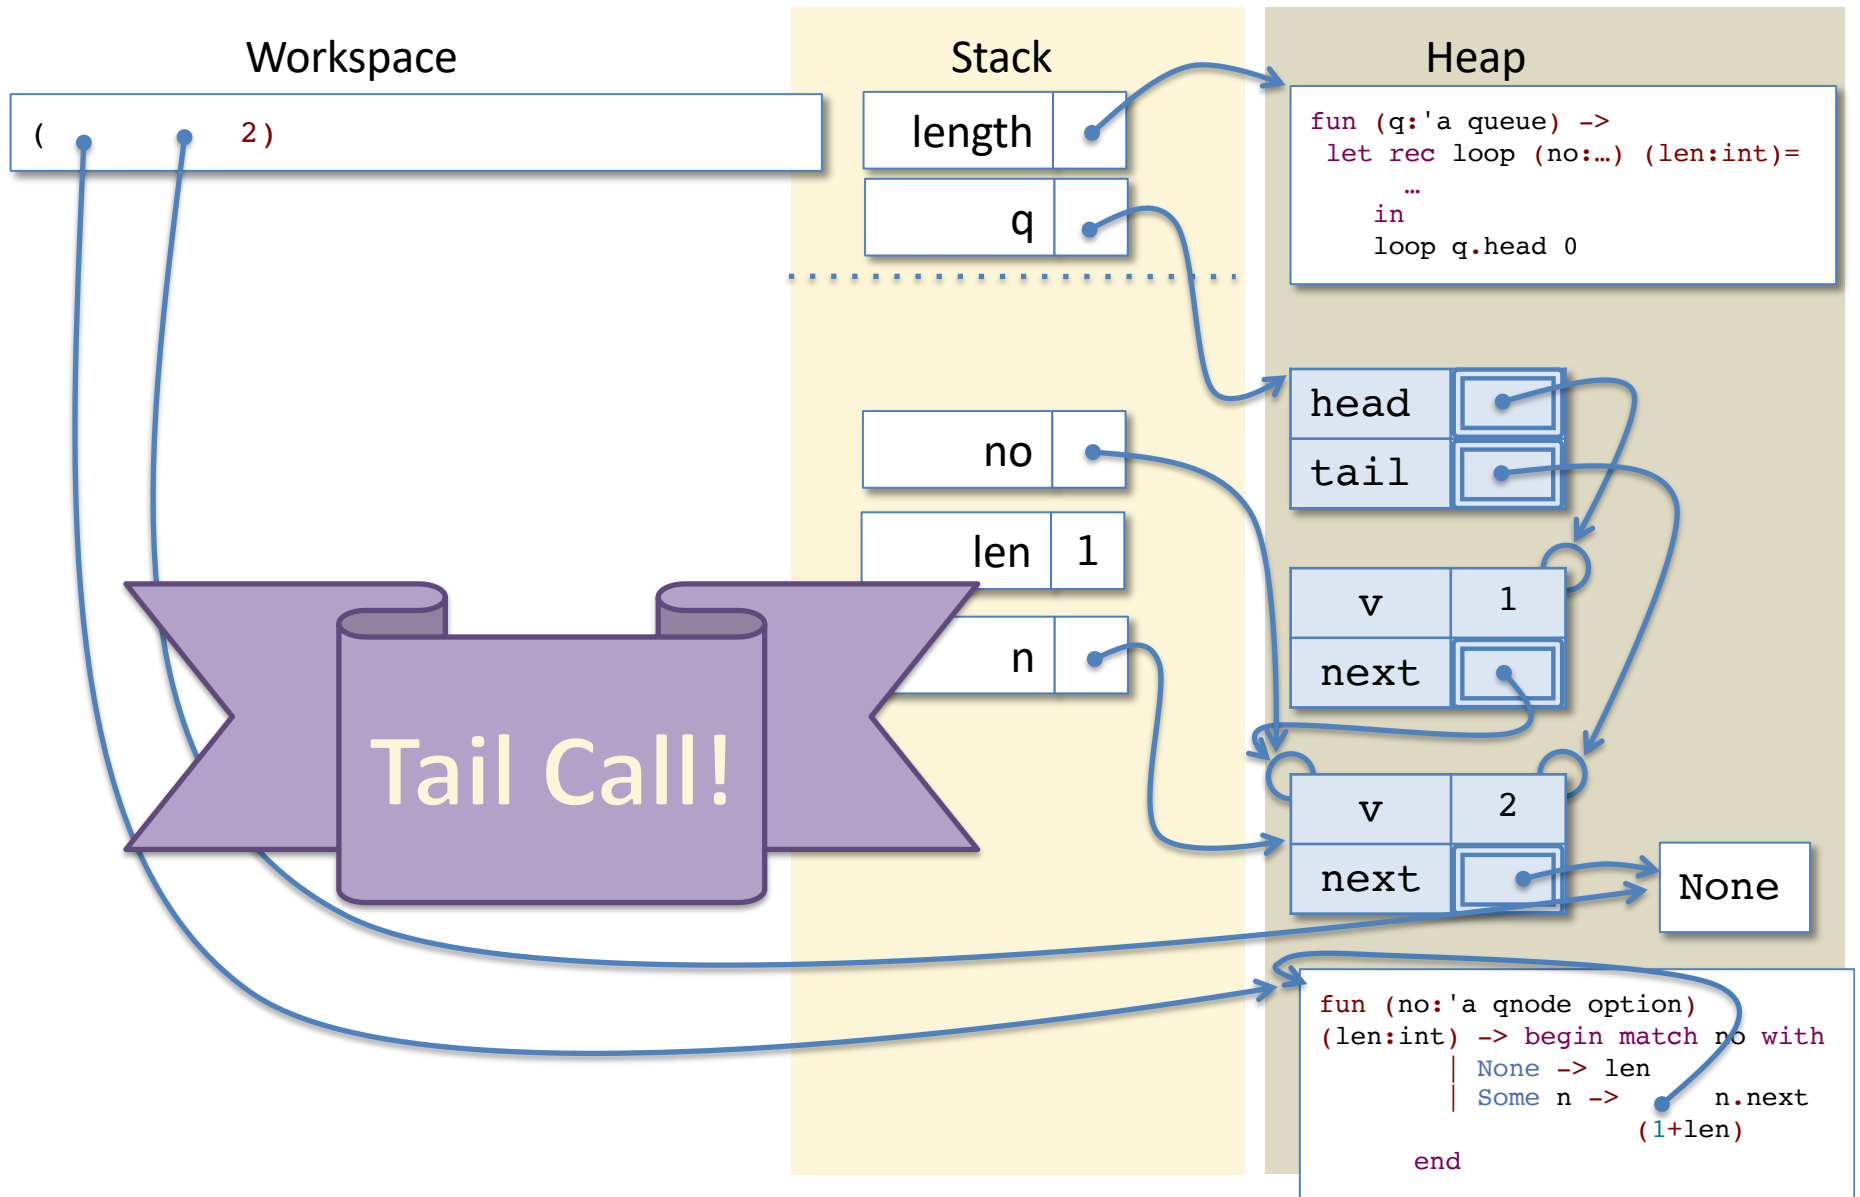 Workspace
Stack
Heap
( 2)
length
q
no
len 1
n
Tail Call!
fun (q:'a queue) ->
let rec loop (no:…) (len:int)=
…
in
loop q.head 0
head
tail
v 1
next
v 2
next
None
fun (no:'a qnode option)
(len:int) -> begin match no with
| None -> len
| Some n -> n.next
(1+len)
end